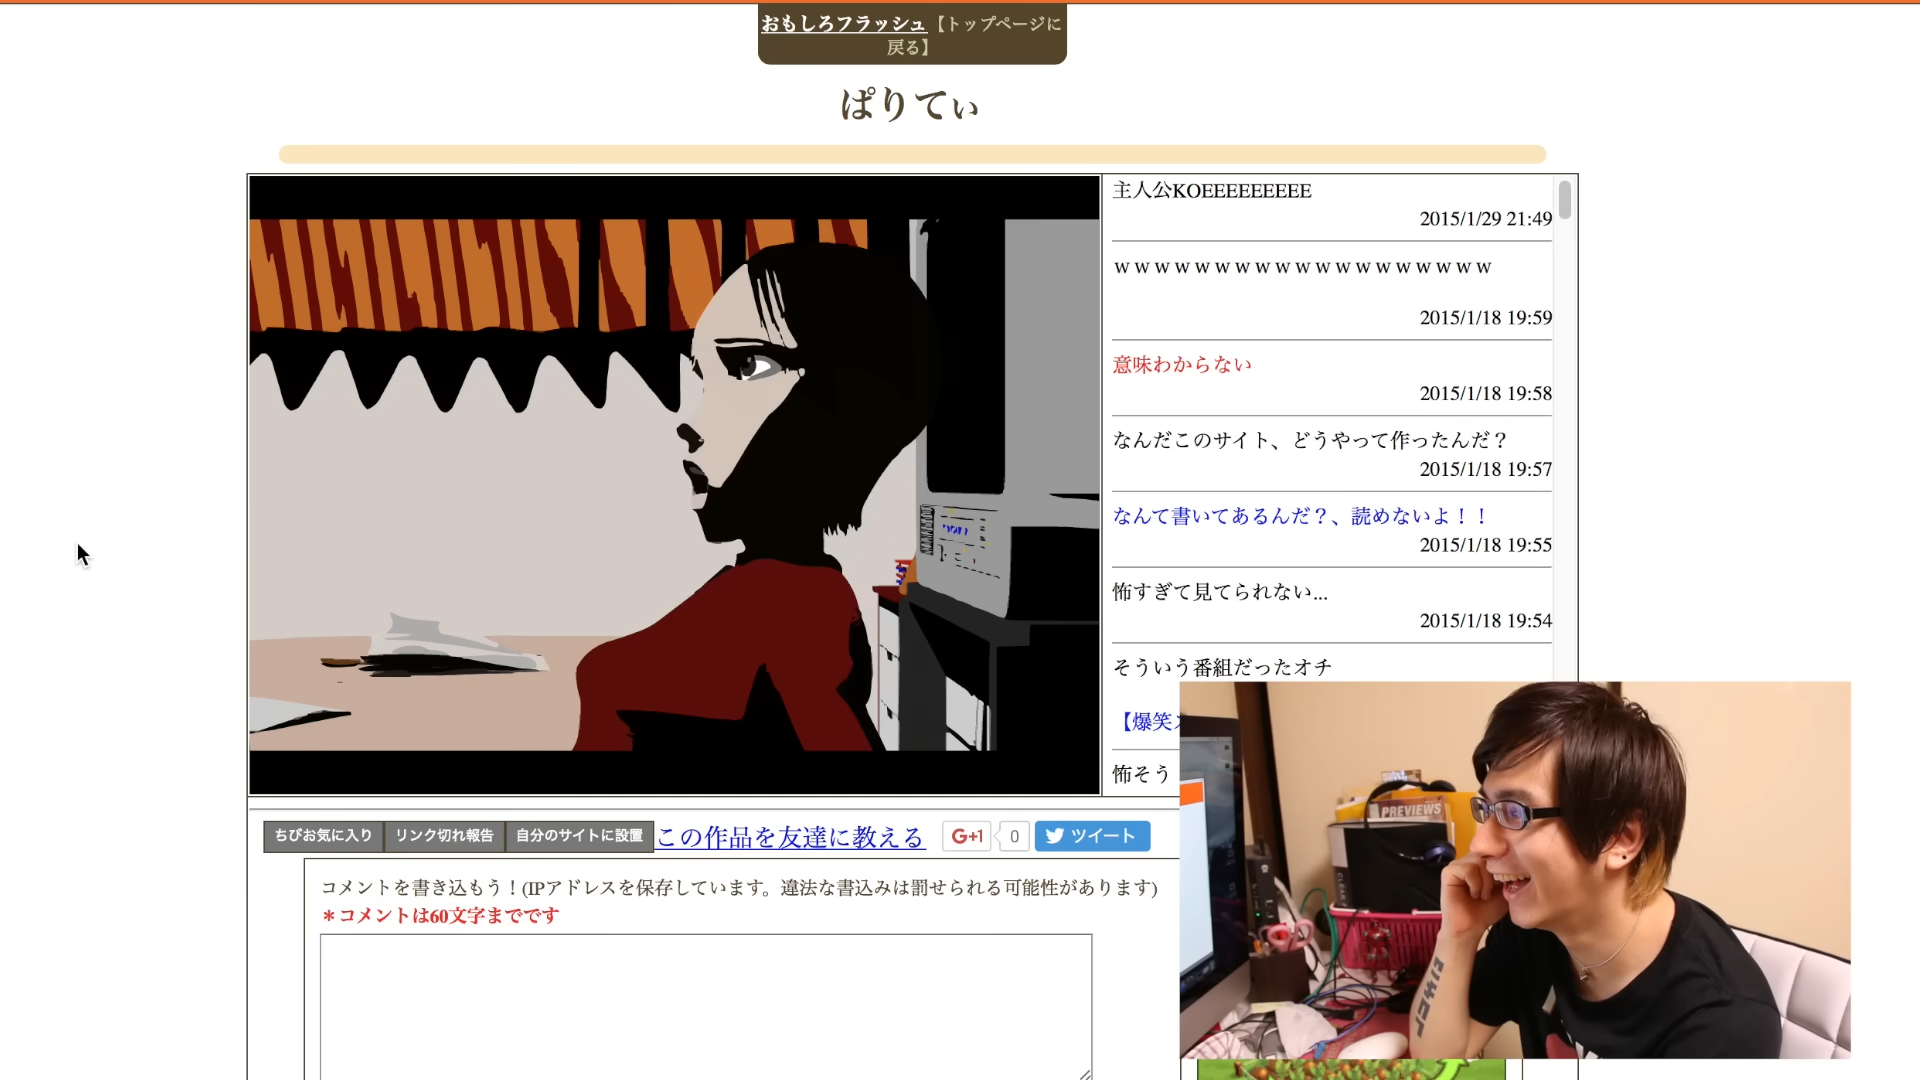 おもしろフラッシュ【トップページに
戻る】
ぱりてぃ
主人公KOEEEEEEEEEE
2015/1/29 21:49
ｗｗｗｗｗｗｗｗｗｗｗｗｗｗｗｗｗｗｗ
2015/1/18 19:59
意味わからない
2015/1/18 19:58
なんだこのサイト、どうやって作ったんだ？
2015/1/18 19:57
なんて書いてあるんだ？、読めないよ！！
2015/1/18 19:55
怖すぎて見てられない...
2015/1/18 19:54
そういう番組だったオチ
【爆笑
怖そう
ちびお気に入り
リンク切れ報告
自分のサイトに設置
この作品を友達に教える
G+1
0
ツイート
コメントを書き込もう！(IPアドレスを保存しています。違法な書込みは罰せられる可能性があります)
＊コメントは60文字までです
PREVIEWS